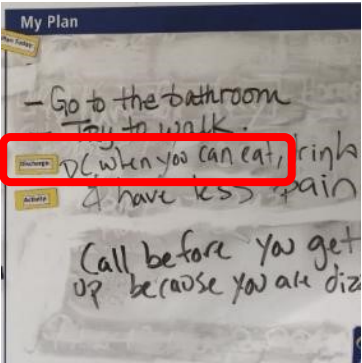 My Plan
Plan Today
- Go to the bathroom
- Try to walk.
Discharge DC when you can eat, drink
Activity & have less pain
Call before you get
up because you are diz